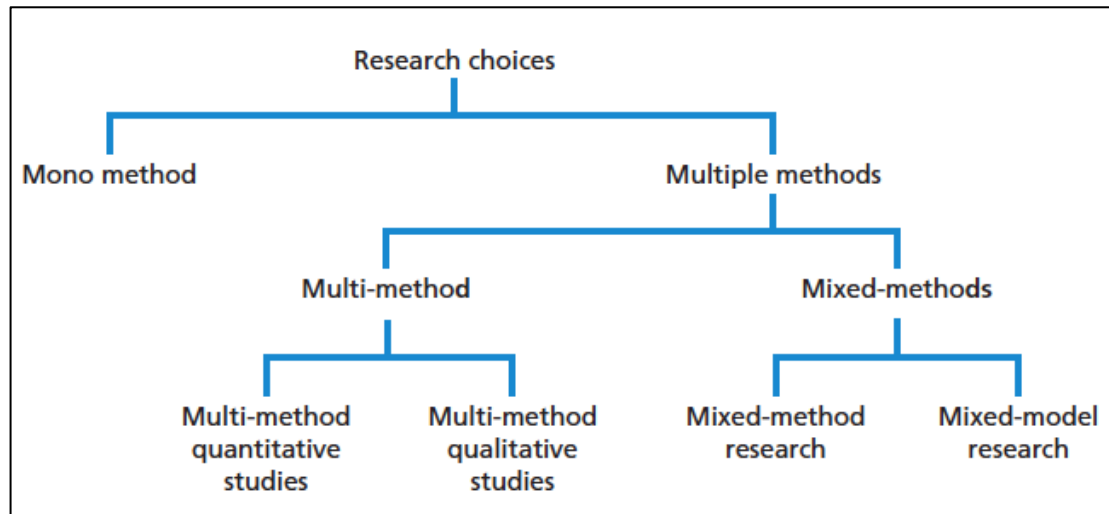 Research choices
Mono method
Multiple methods
Multi-method
Mixed-methods
Multi-method
quantitative
studies
Multi-method
qualitative
studies
Mixed-method
research
Mixed-model
research